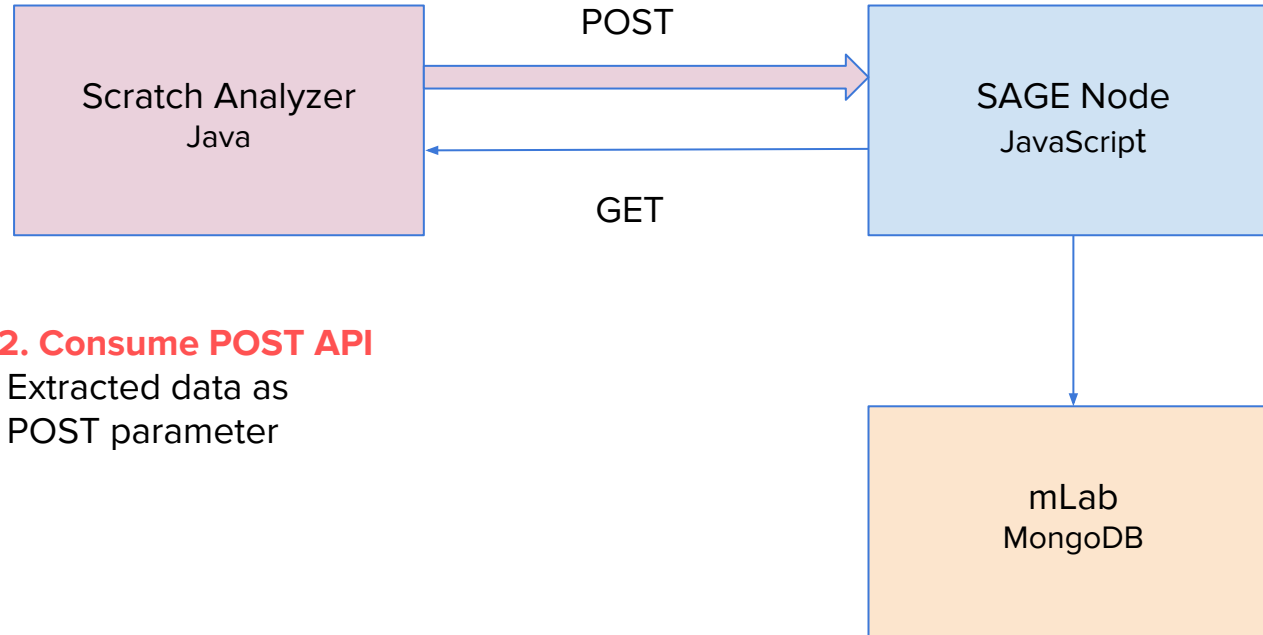 POST
Scratch Analyzer
Java
SAGE Node
JavaScript
GET
2. Consume POST API
Extracted data as
POST parameter
mLab
MongoDB